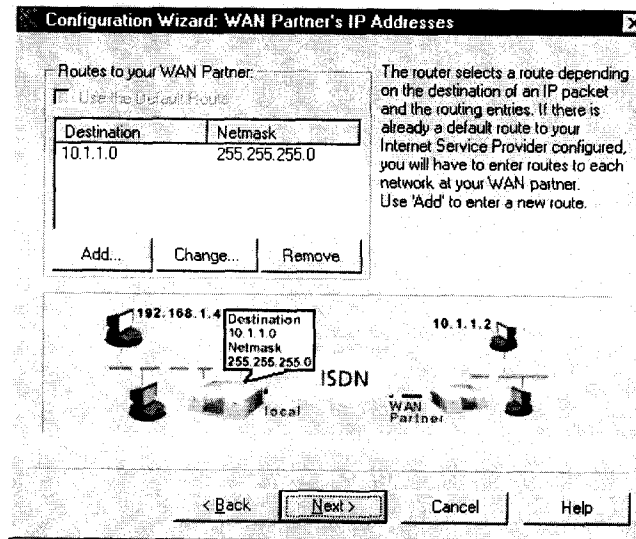 Configuration Wizard: WAN Partner's IP Addresses
Routes to your WAN Partner:
Use the Default Route
Destination Netmask
10.1.1.0 255.255.255.0
Add... Change... Remove
The router selects a route depending
on the destination of an IP packet
and the routing entries. If there is
already a default route to your
Internet Service Provider configured,
you will have to enter routes to each
network at your WAN partner.
Use 'Add' to enter a new route.
192.168.1.4
Destination
10.1.1.0
Netmask
255.255.255.0
ISDN
local
10.1.1.2
WAN
Partner
< Back Next > Cancel Help